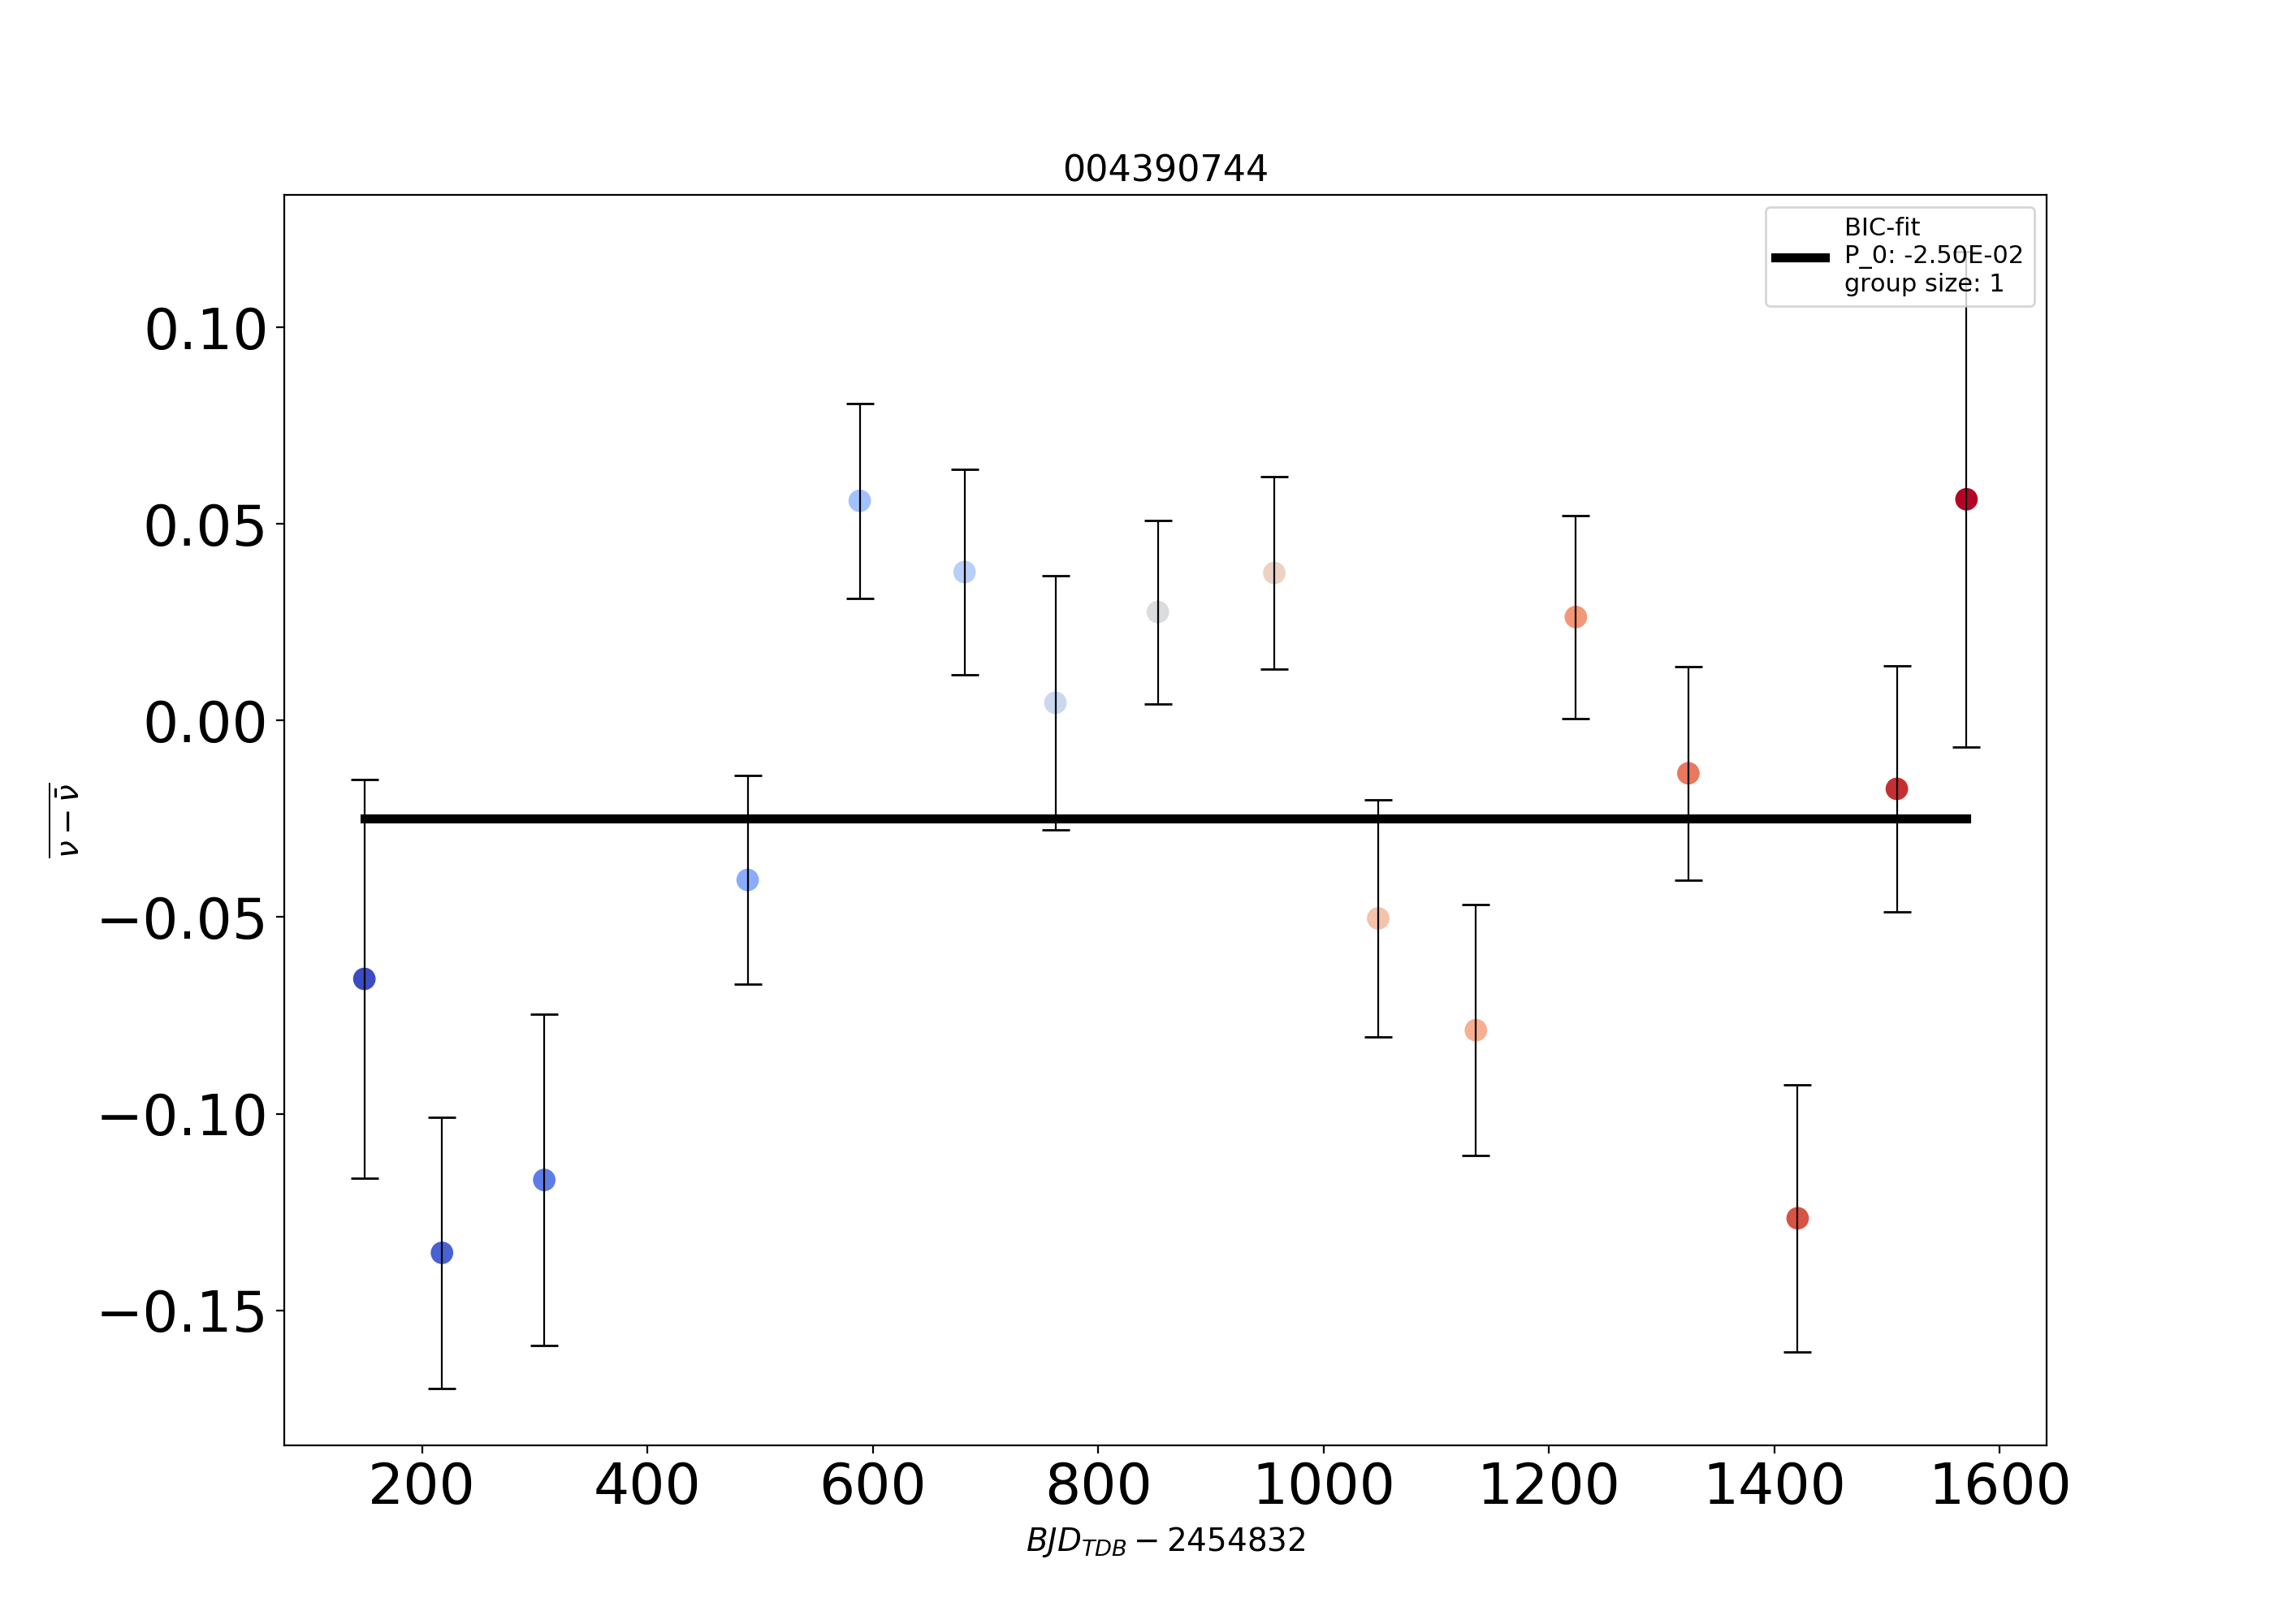 004390744
BIC-fit
P_0: -2.50E-02
group size: 1
0.10
0.05
0.00
−0.05
−0.10
−0.15
ν − ν̄
200 400 600 800 1000 1200 1400 1600
BJD_TDB − 2454832